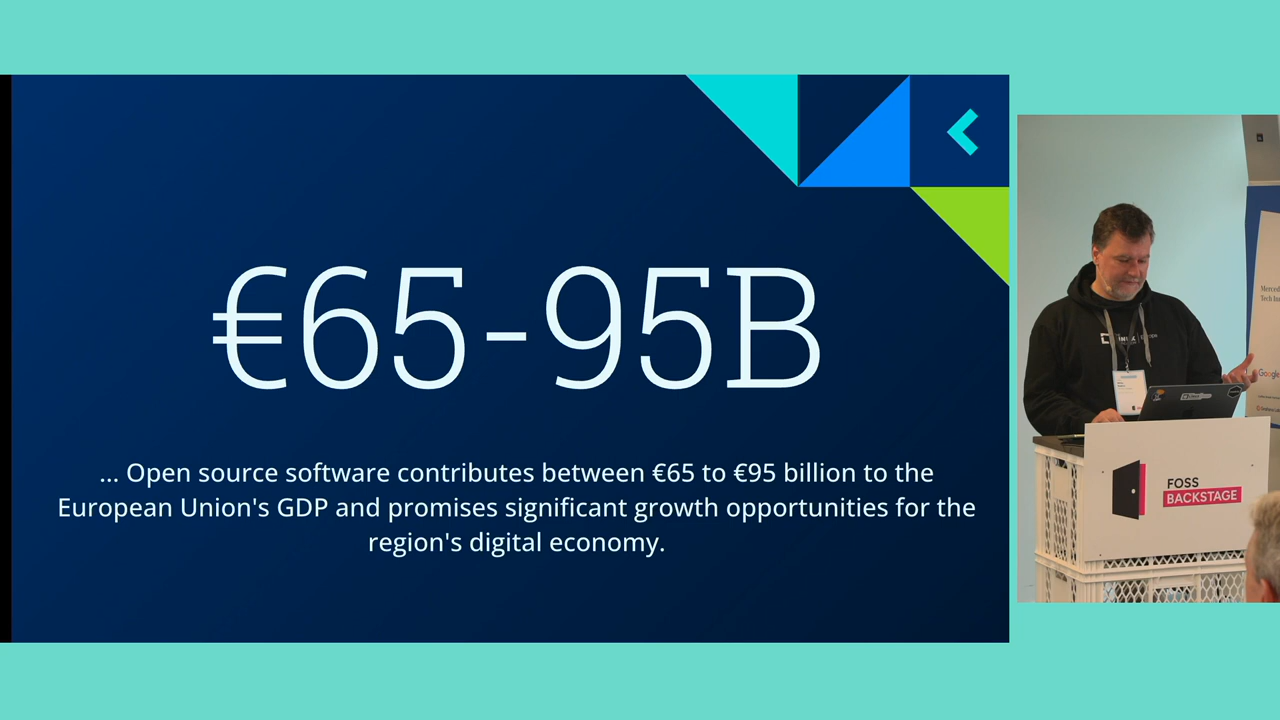 €65-95B
... Open source software contributes between €65 to €95 billion to the
European Union's GDP and promises significant growth opportunities for the
region's digital economy.
Google
FOSS
BACKSTAGE